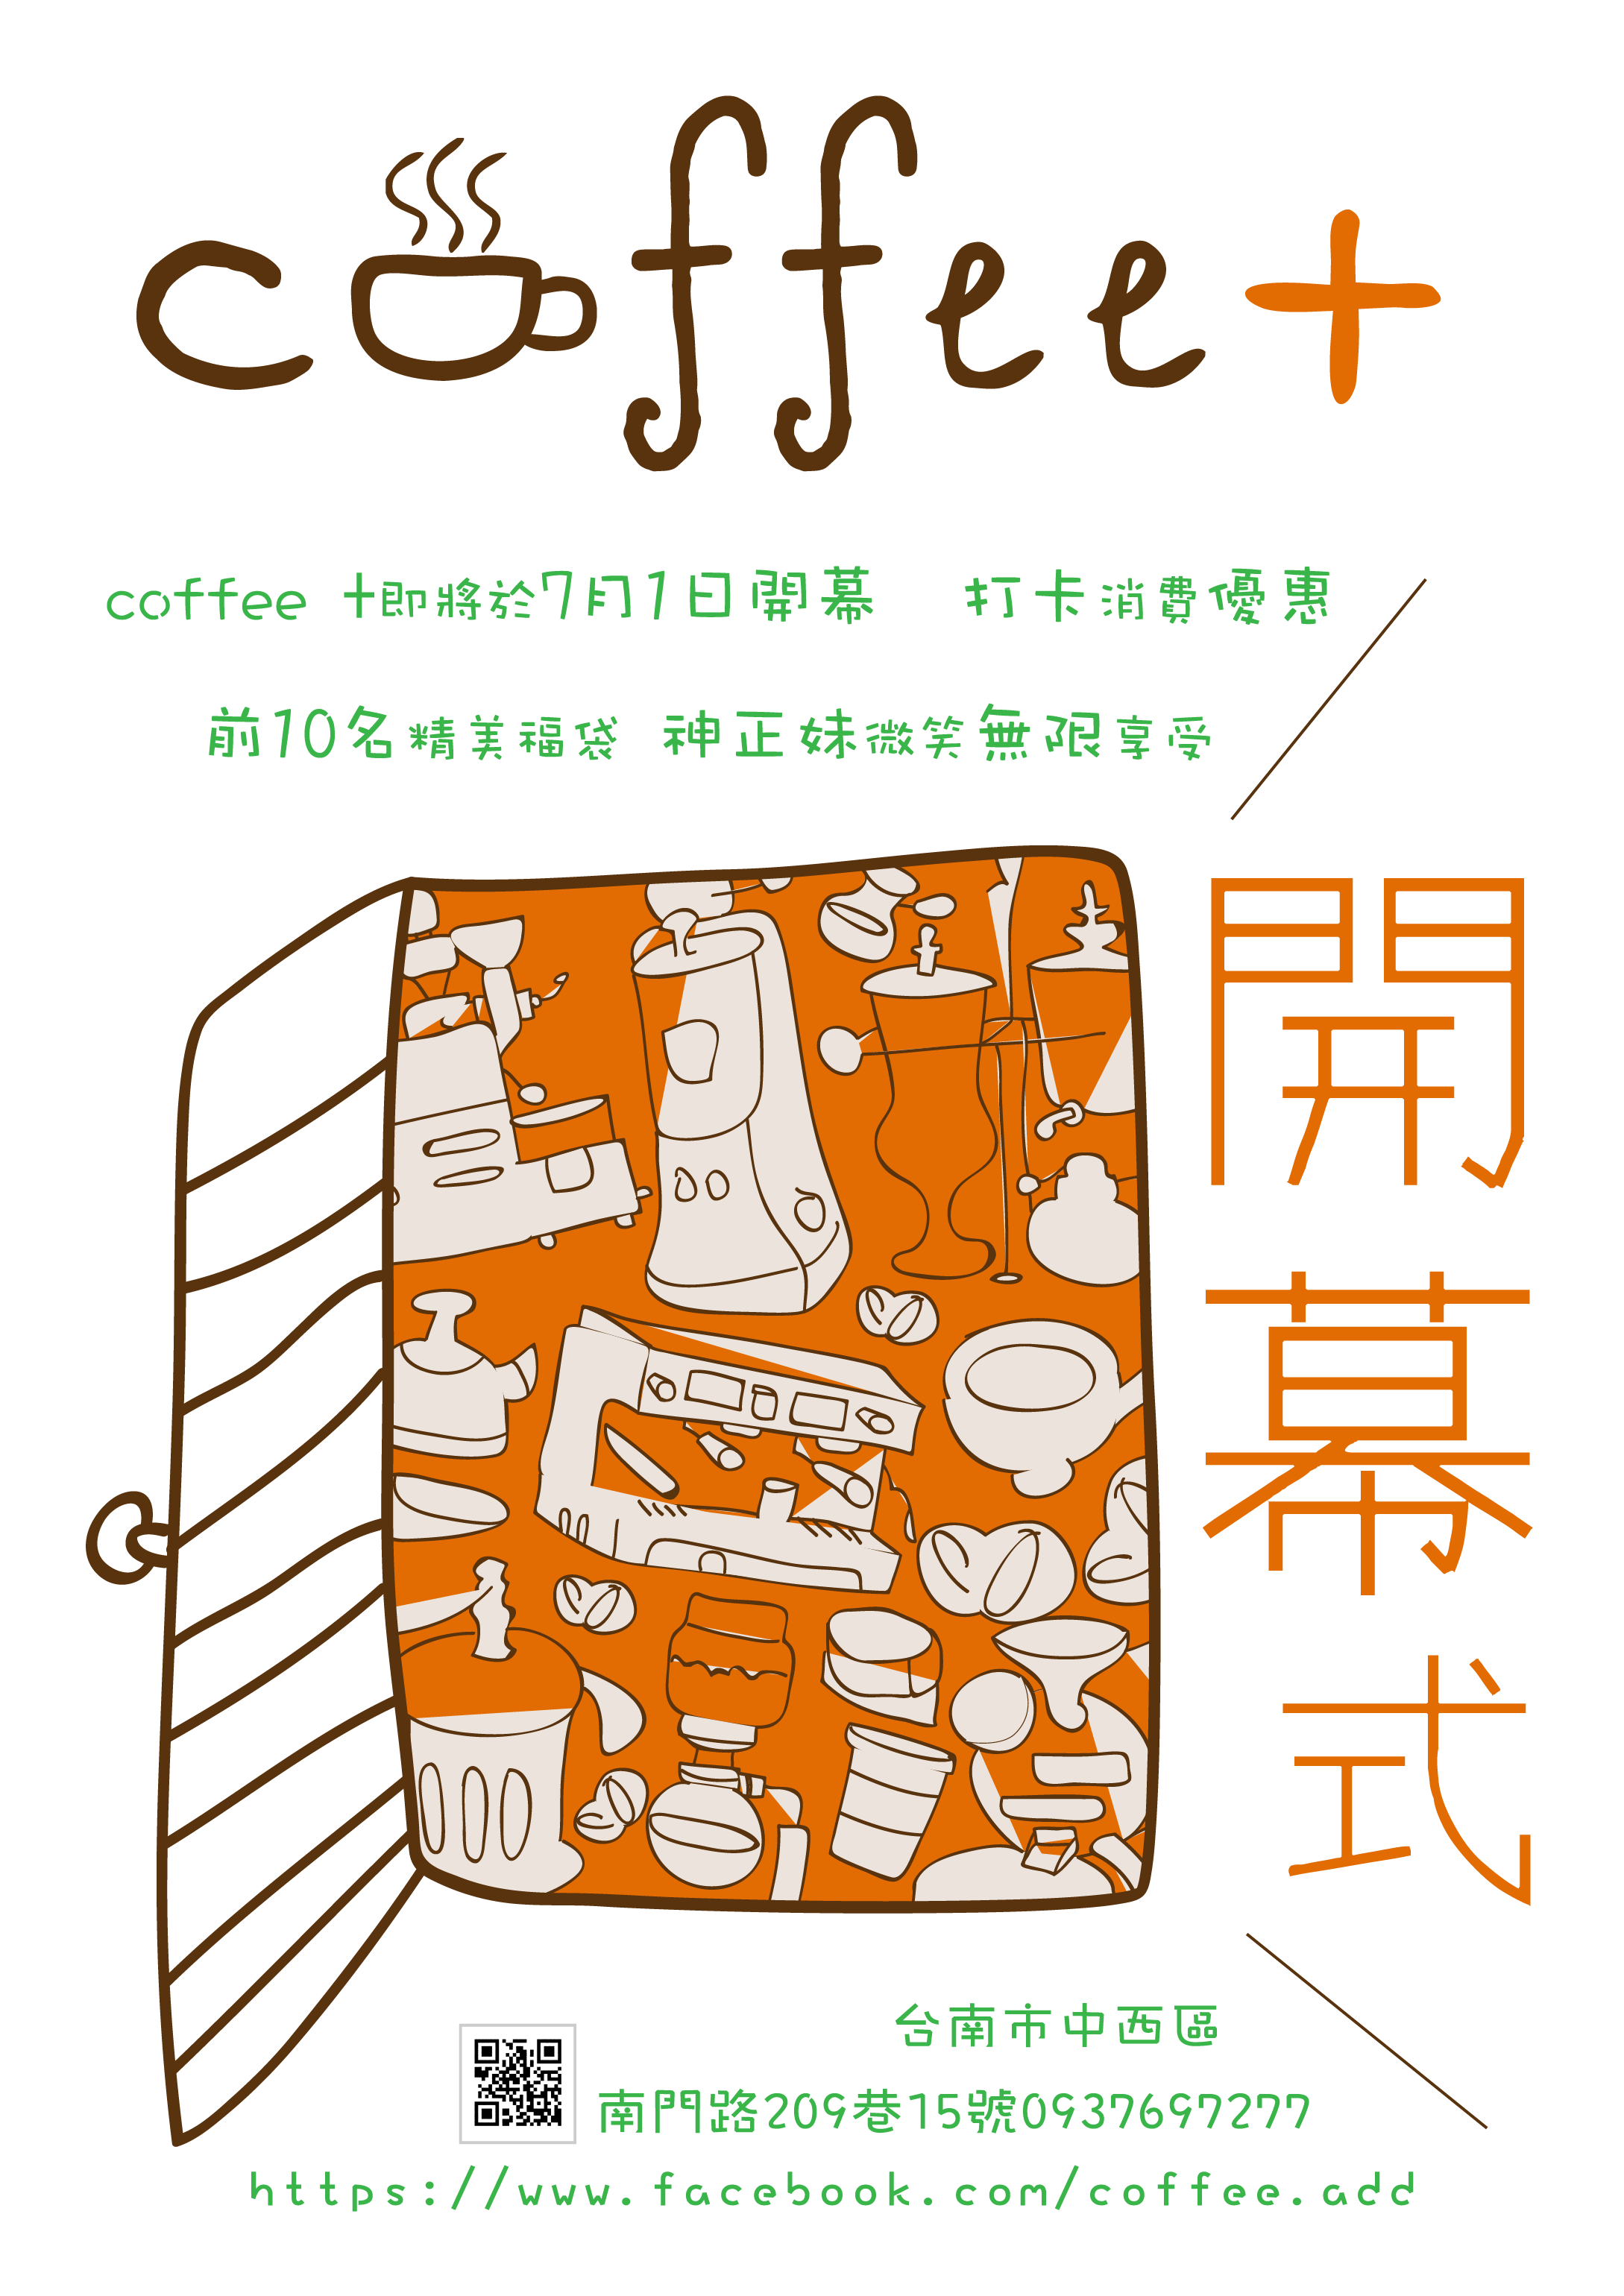 coffee+
coffee +即將於7月1日開幕 打卡消費優惠
前10名精美福袋 神正妹微笑無限享受
開幕式
台南市中西區
南門路209巷15號0937697277
https://www.facebook.com/coffee.add